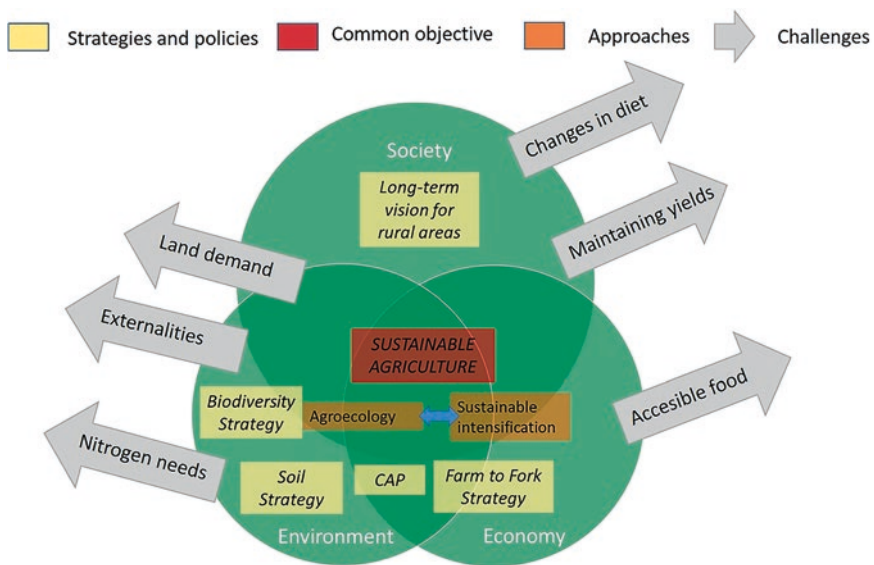 Strategies and policies
Common objective
Approaches
Challenges
Changes in diet
Society
Long-term
vision for
rural areas
Maintaining yields
Land demand
Externalities
SUSTAINABLE
AGRICULTURE
Accesible food
Biodiversity
Strategy
Agroecology
Sustainable
intensification
Nitrogen needs
Soil
Strategy
CAP
Farm to Fork
Strategy
Environment
Economy